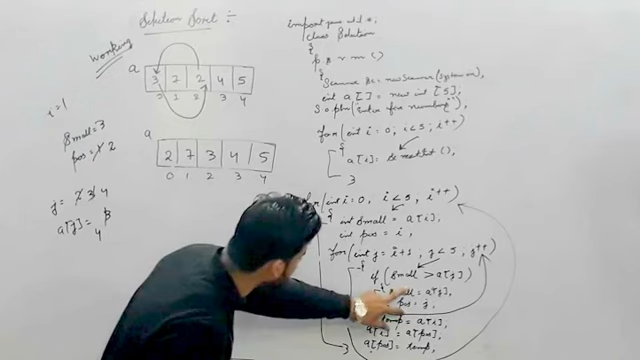 Selection Sort :-
Working
a 3 7 2 4 5
0 1 2 3 4
i = 1
Small = 3
pos = 1 2
a
2 7 3 4 5
0 1 2 3 4
j = 2 3 4
a[j] = 4
import java.util.*;
class Solution
{
p s v m ()
{
Scanner sc = new Scanner(System.in);
int a[] = new int [5];
S.o.pln("Enter five numbers");
for(int i=0; i<5; i++)
{
a[i] = sc.nextInt();
}
for(int i=0, i<5, i++)
{
int small = a[i];
int pos = i,
for(int j=i+1; j<5; j++)
{
if(small > a[j])
{
small = a[j],
pos = j,
temp = a[i];
a[i] = a[pos];
a[pos] = temp,
}